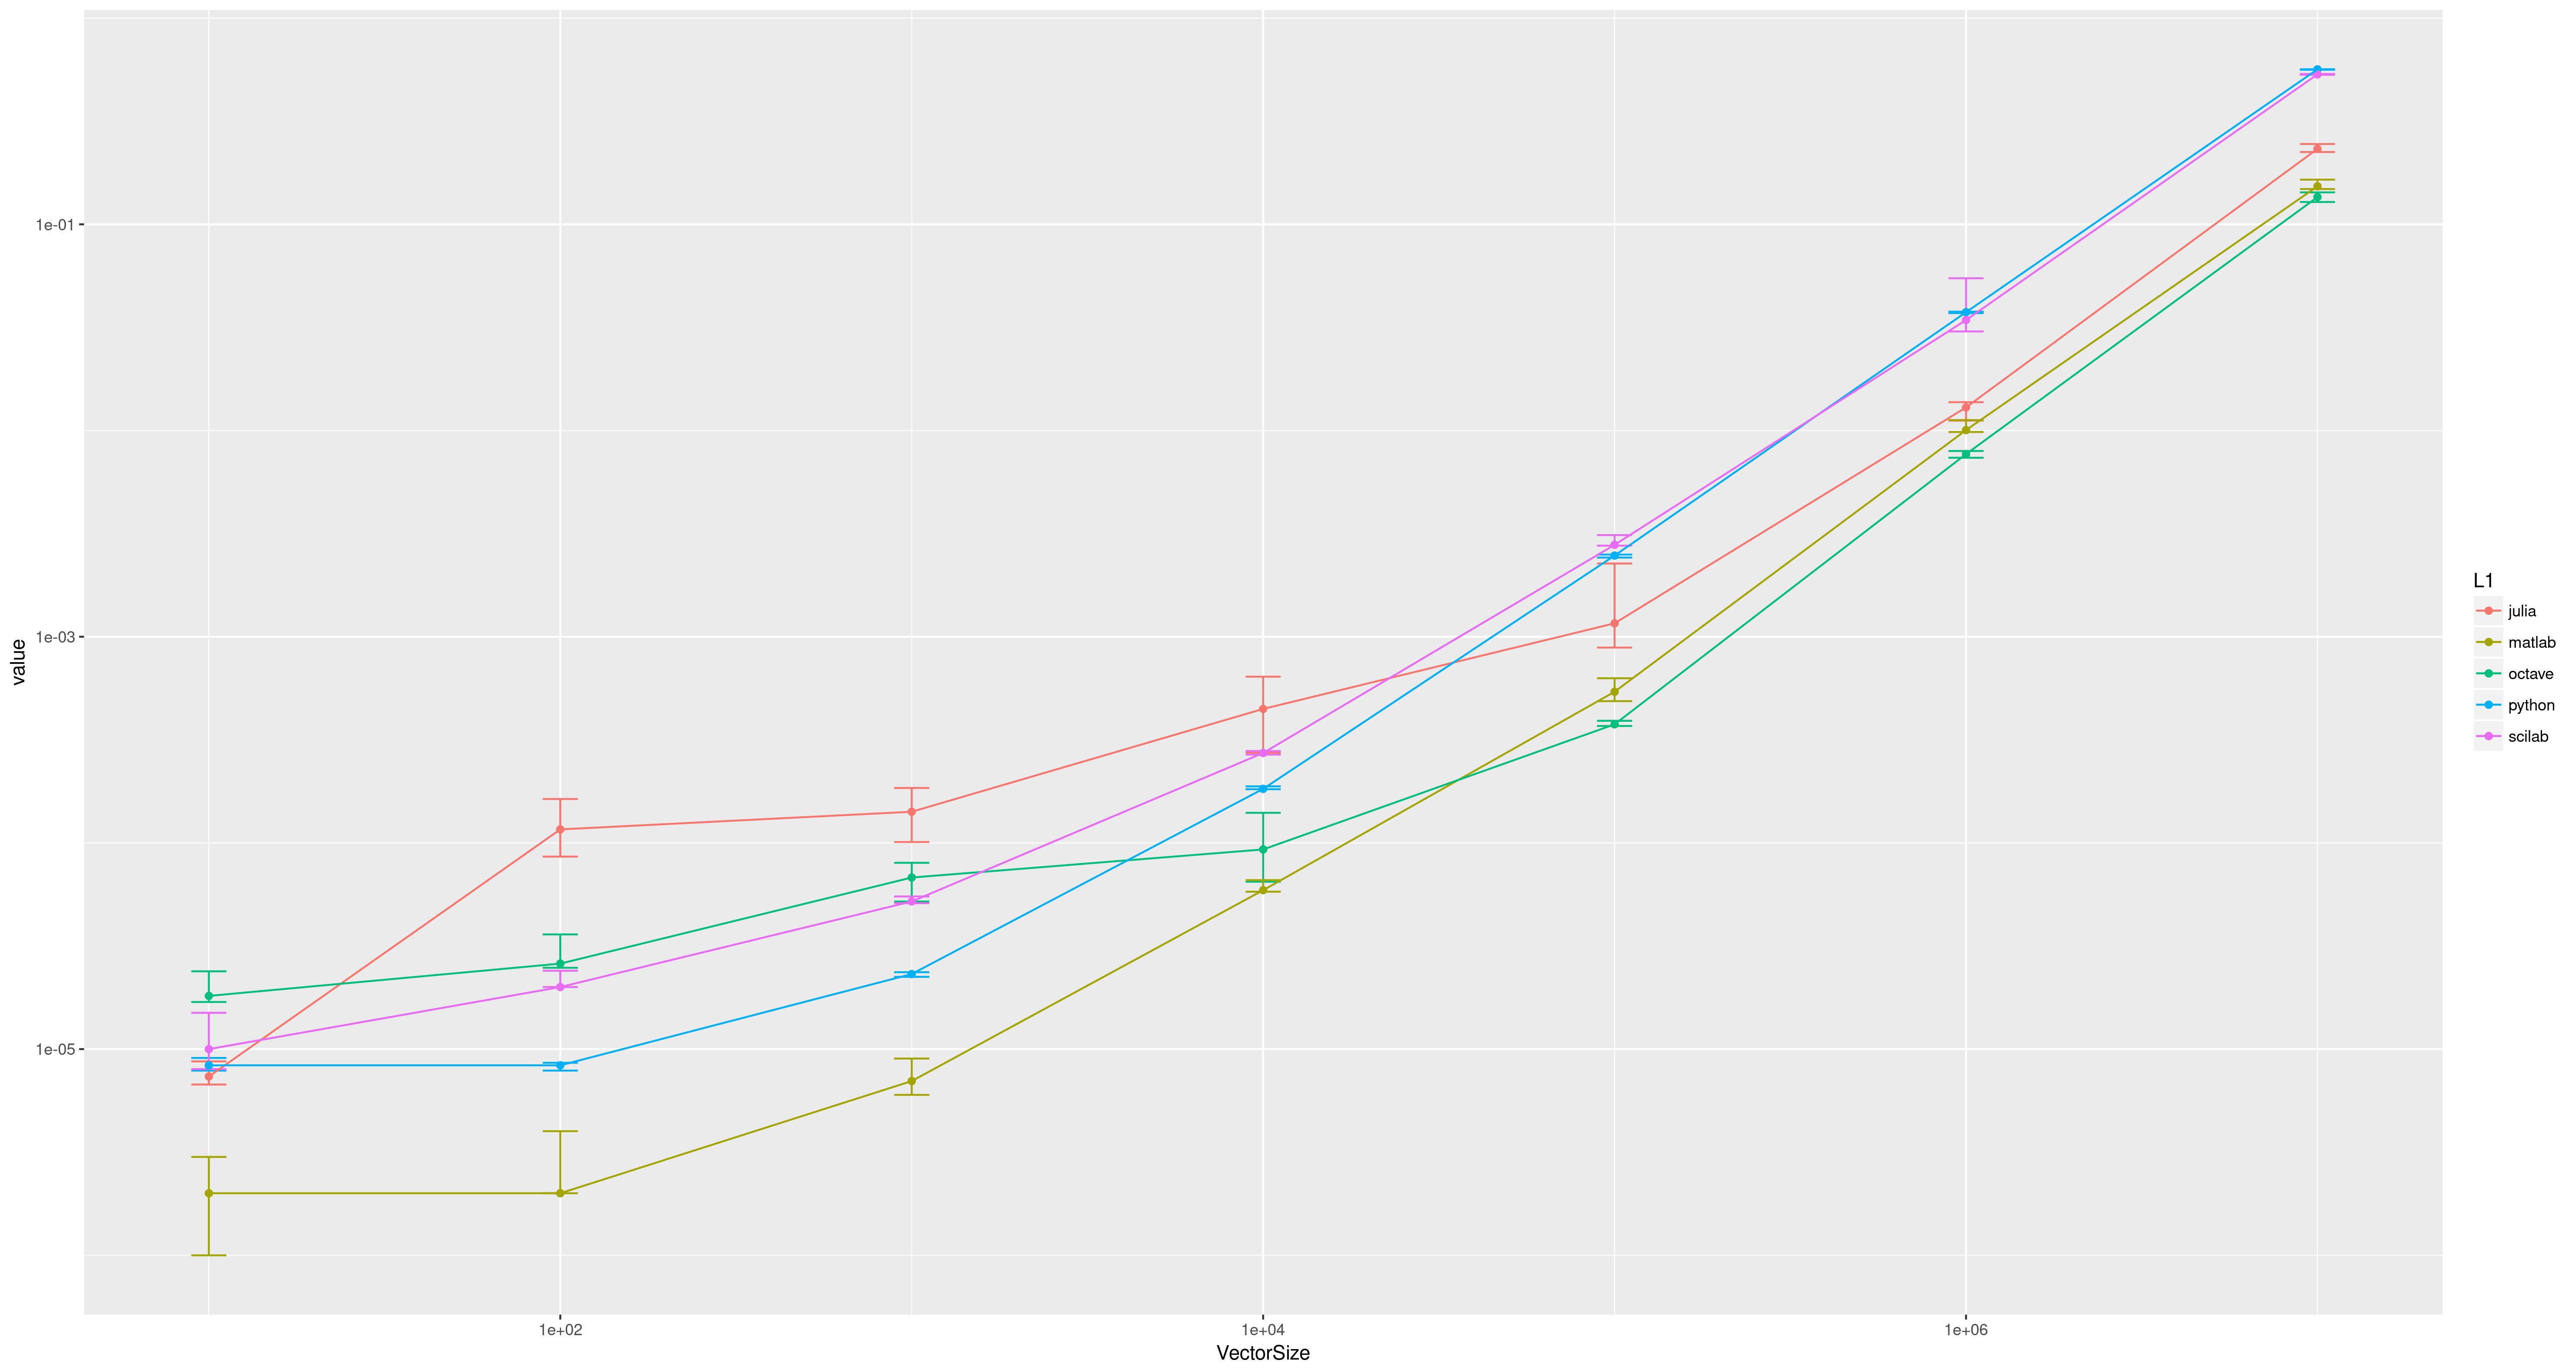 value
1e-01
1e-03
1e-05
1e+02
1e+04
1e+06
VectorSize
L1
julia
matlab
octave
python
scilab